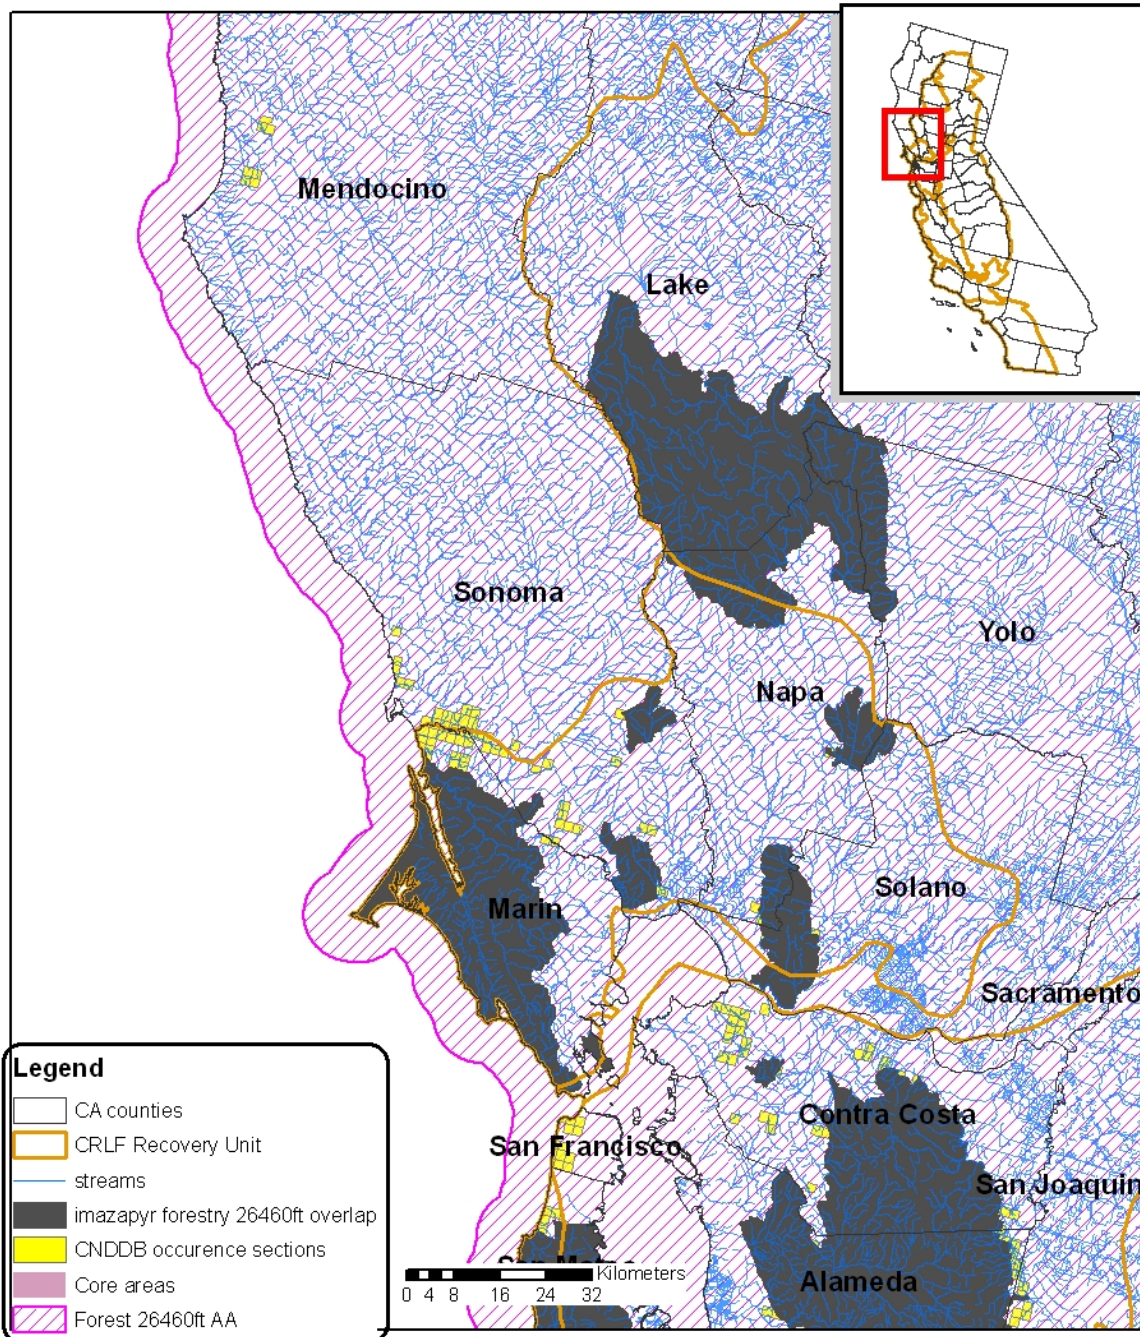 Mendocino
Lake
Sonoma
Yolo
Napa
Solano
Marin
Sacramento
Contra Costa
San Francisco
San Joaquin
San Mateo
Alameda
Legend
CA counties
CRLF Recovery Unit
streams
imazapyr forestry 26460ft overlap
CNDDB occurence sections
Core areas
Forest 26460ft AA
Kilometers
0 4 8 16 24 32